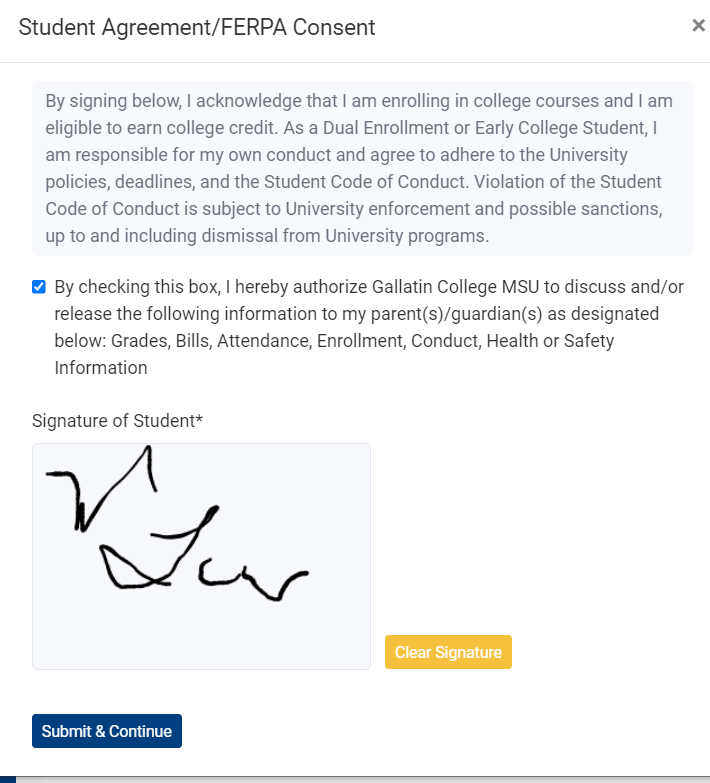 Student Agreement/FERPA Consent ×
By signing below, I acknowledge that I am enrolling in college courses and I am
eligible to earn college credit. As a Dual Enrollment or Early College Student, I
am responsible for my own conduct and agree to adhere to the University
policies, deadlines, and the Student Code of Conduct. Violation of the Student
Code of Conduct is subject to University enforcement and possible sanctions,
up to and including dismissal from University programs.
By checking this box, I hereby authorize Gallatin College MSU to discuss and/or
release the following information to my parent(s)/guardian(s) as designated
below: Grades, Bills, Attendance, Enrollment, Conduct, Health or Safety
Information
Signature of Student*
Clear Signature
Submit & Continue